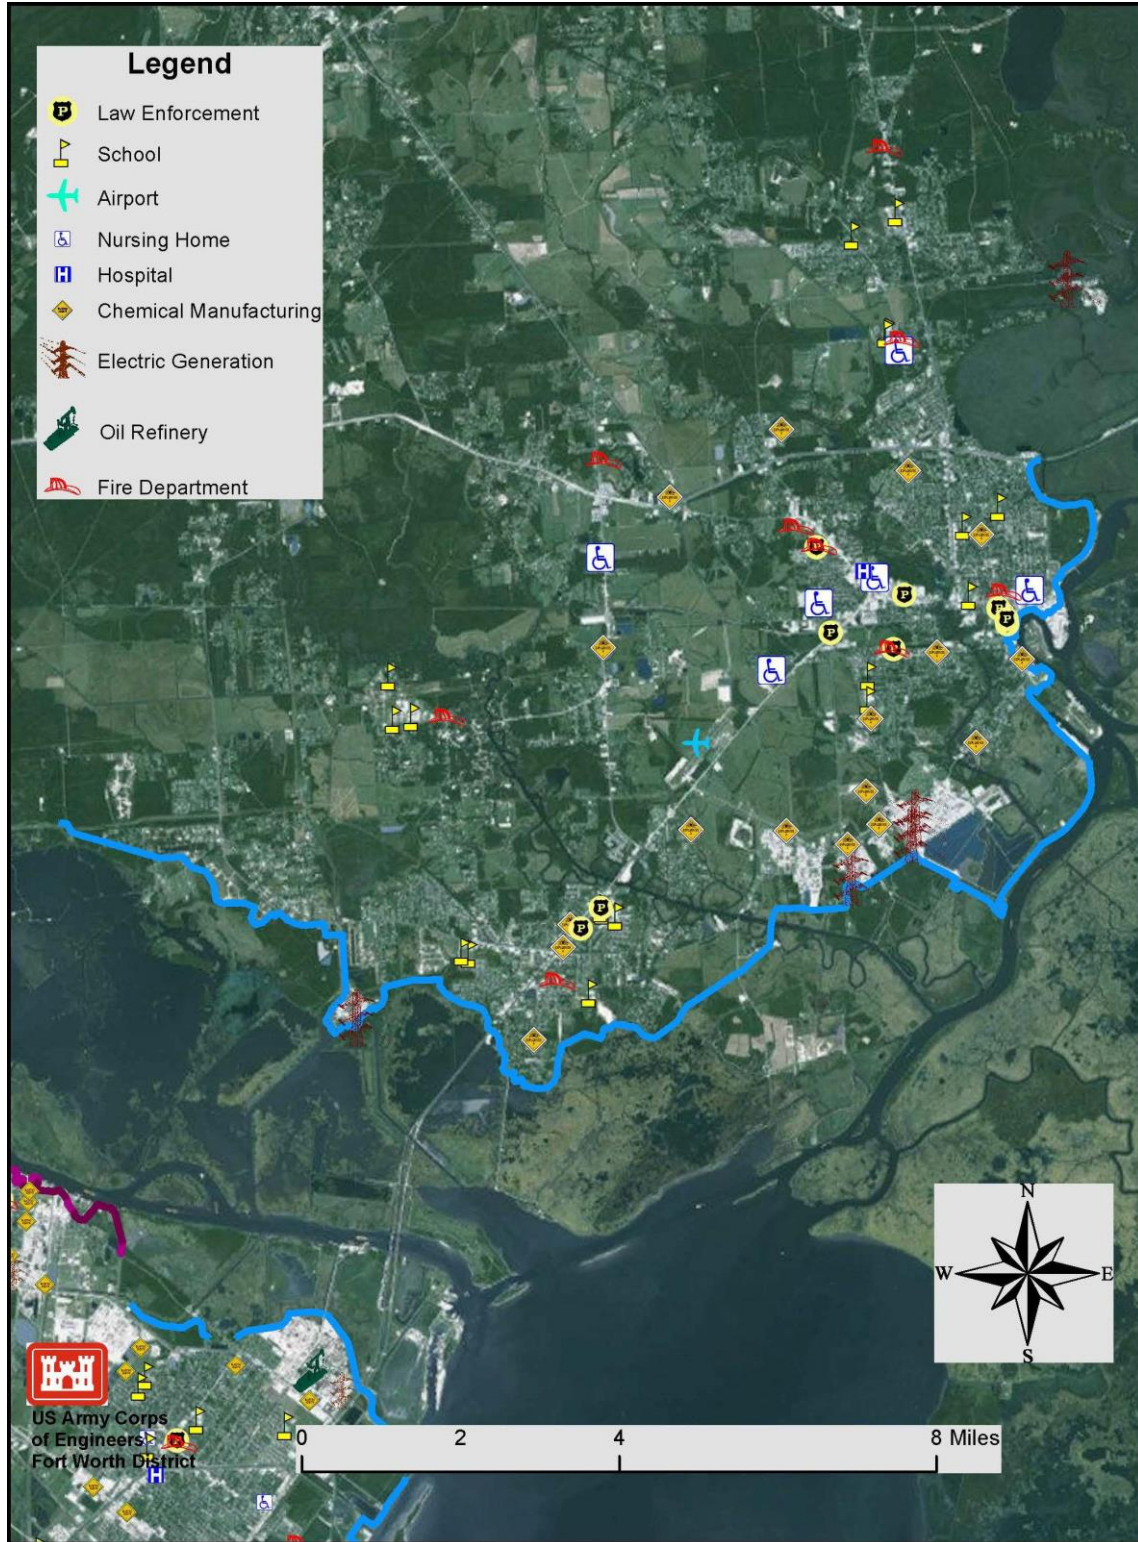 Legend
Law Enforcement
School
Airport
Nursing Home
Hospital
Chemical Manufacturing
Electric Generation
Oil Refinery
Fire Department
N
W E
S
US Army Corps
of Engineers
Fort Worth District
0 2 4 8 Miles